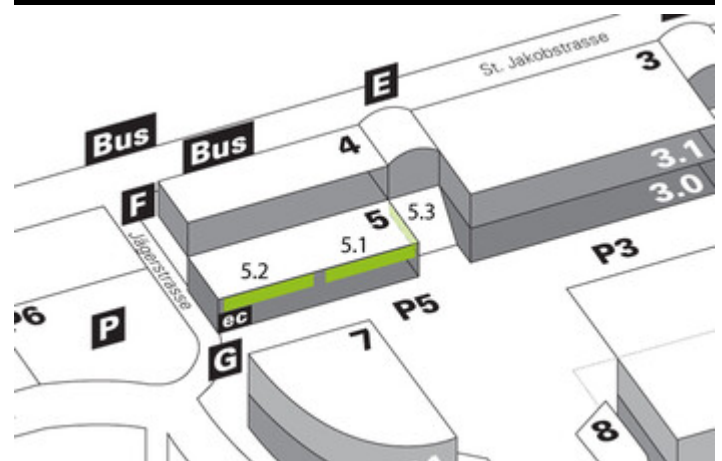 St. Jakobstrasse
3
E
Bus
Bus
4
3.1
3.0
F
5
5.3
5.1
5.2
Jägerstrasse
P3
P5
ec
P6
P
7
G
8